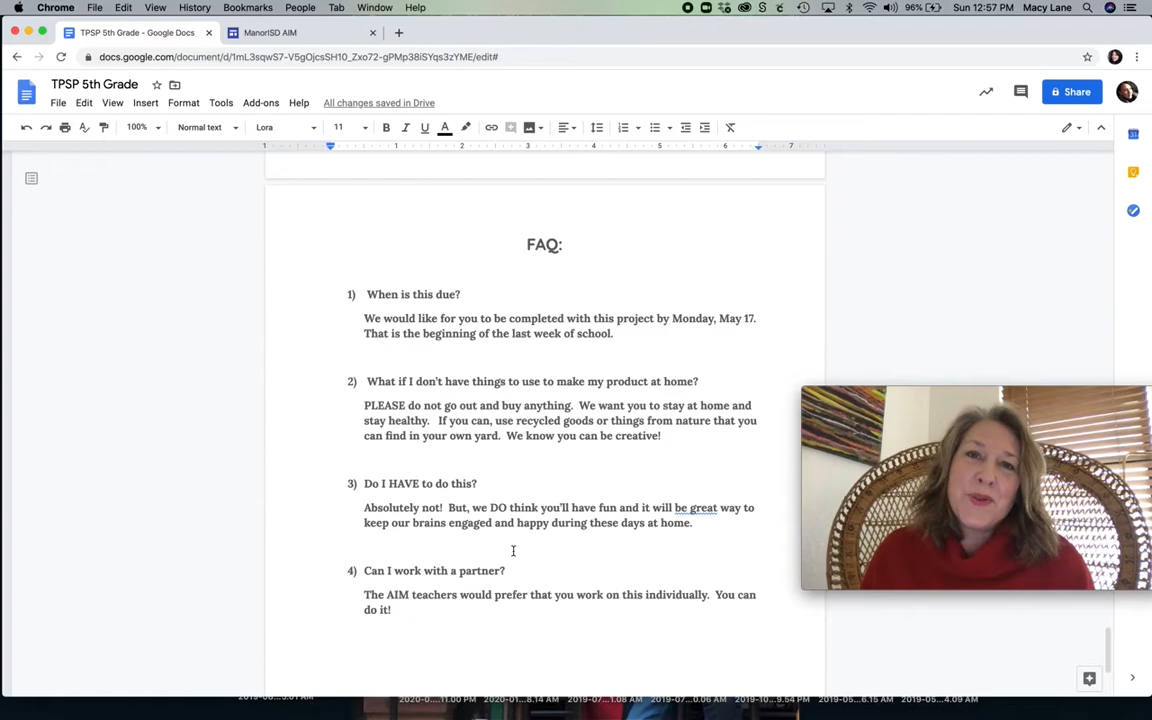 Chrome File Edit View History Bookmarks People Tab Window Help 96% Sun 12:57 PM Macy Lane
TPSP 5th Grade - Google Docs ManorISD AIM
docs.google.com/document/d/1mL3sqwS7-V5gOjcsSH10_Zxo72-gPMp38iSYqs3zYME/edit#
TPSP 5th Grade
File Edit View Insert Format Tools Add-ons Help All changes saved in Drive
Share
100% Normal text Lora 11
1 1 2 3 4 5 6 7
FAQ:
1) When is this due?
We would like for you to be completed with this project by Monday, May 17.
That is the beginning of the last week of school.
2) What if I don't have things to use to make my product at home?
PLEASE do not go out and buy anything. We want you to stay at home and
stay healthy. If you can, use recycled goods or things from nature that you
can find in your own yard. We know you can be creative!
3) Do I HAVE to do this?
Absolutely not! But, we DO think you'll have fun and it will be great way to
keep our brains engaged and happy during these days at home.
4) Can I work with a partner?
The AIM teachers would prefer that you work on this individually. You can
do it!